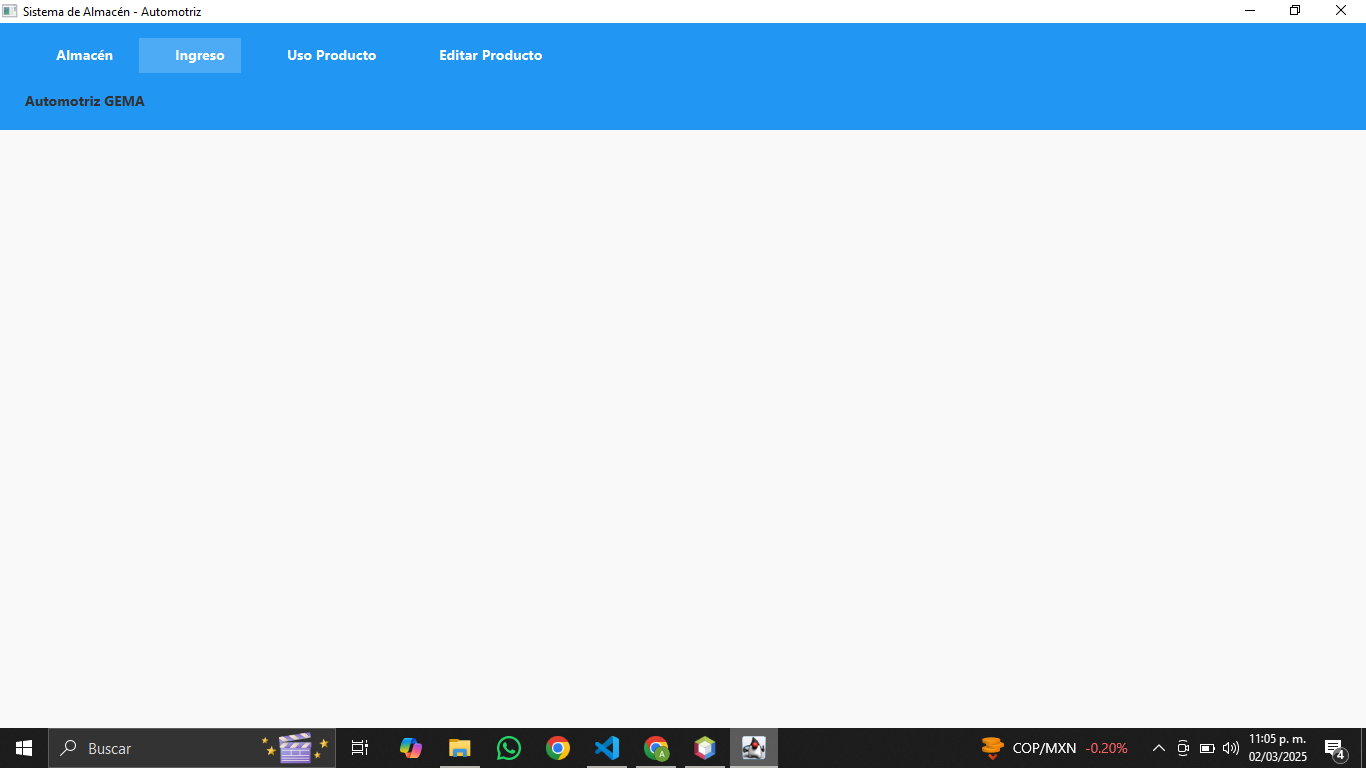 Sistema de Almacén - Automotriz
Almacén Ingreso Uso Producto Editar Producto
Automotriz GEMA
Buscar
COP/MXN -0.20%
11:05 p. m.
02/03/2025
4
A